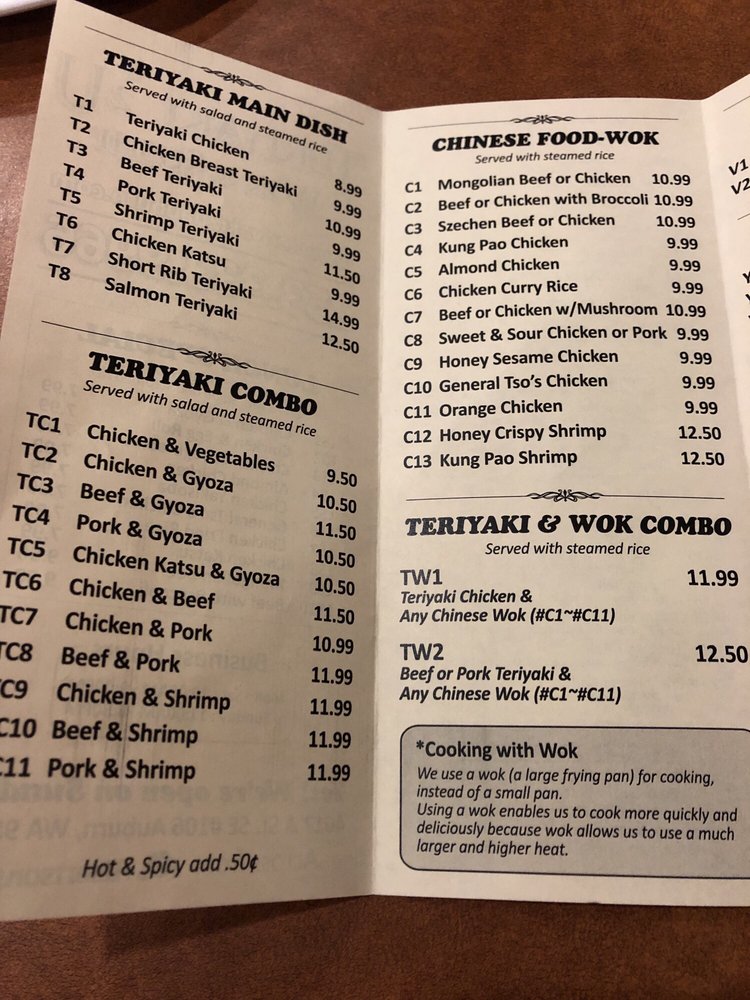 TERIYAKI MAIN DISH
Served with salad and steamed rice
T1 Teriyaki Chicken 8.99
T2 Chicken Breast Teriyaki 9.99
T3 Beef Teriyaki 10.99
T4 Pork Teriyaki 9.99
T5 Shrimp Teriyaki 11.50
T6 Chicken Katsu 9.99
T7 Short Rib Teriyaki 14.99
T8 Salmon Teriyaki 12.50
TERIYAKI COMBO
Served with salad and steamed rice
TC1 Chicken & Vegetables 9.50
TC2 Chicken & Gyoza 10.50
TC3 Beef & Gyoza 11.50
TC4 Pork & Gyoza 10.50
TC5 Chicken Katsu & Gyoza 10.50
TC6 Chicken & Beef 11.50
TC7 Chicken & Pork 10.99
TC8 Beef & Pork 11.99
C9 Chicken & Shrimp 11.99
C10 Beef & Shrimp 11.99
C11 Pork & Shrimp 11.99
Hot & Spicy add .50¢
CHINESE FOOD-WOK
Served with steamed rice
C1 Mongolian Beef or Chicken 10.99
C2 Beef or Chicken with Broccoli 10.99
C3 Szechen Beef or Chicken 10.99
C4 Kung Pao Chicken 9.99
C5 Almond Chicken 9.99
C6 Chicken Curry Rice 9.99
C7 Beef or Chicken w/Mushroom 10.99
C8 Sweet & Sour Chicken or Pork 9.99
C9 Honey Sesame Chicken 9.99
C10 General Tso's Chicken 9.99
C11 Orange Chicken 9.99
C12 Honey Crispy Shrimp 12.50
C13 Kung Pao Shrimp 12.50
TERIYAKI & WOK COMBO
Served with steamed rice
TW1 11.99
Teriyaki Chicken &
Any Chinese Wok (#C1~#C11)
TW2 12.50
Beef or Pork Teriyaki &
Any Chinese Wok (#C1~#C11)
*Cooking with Wok
We use a wok (a large frying pan) for cooking,
instead of a small pan.
Using a wok enables us to cook more quickly and
deliciously because wok allows us to use a much
larger and higher heat.
V1
V2